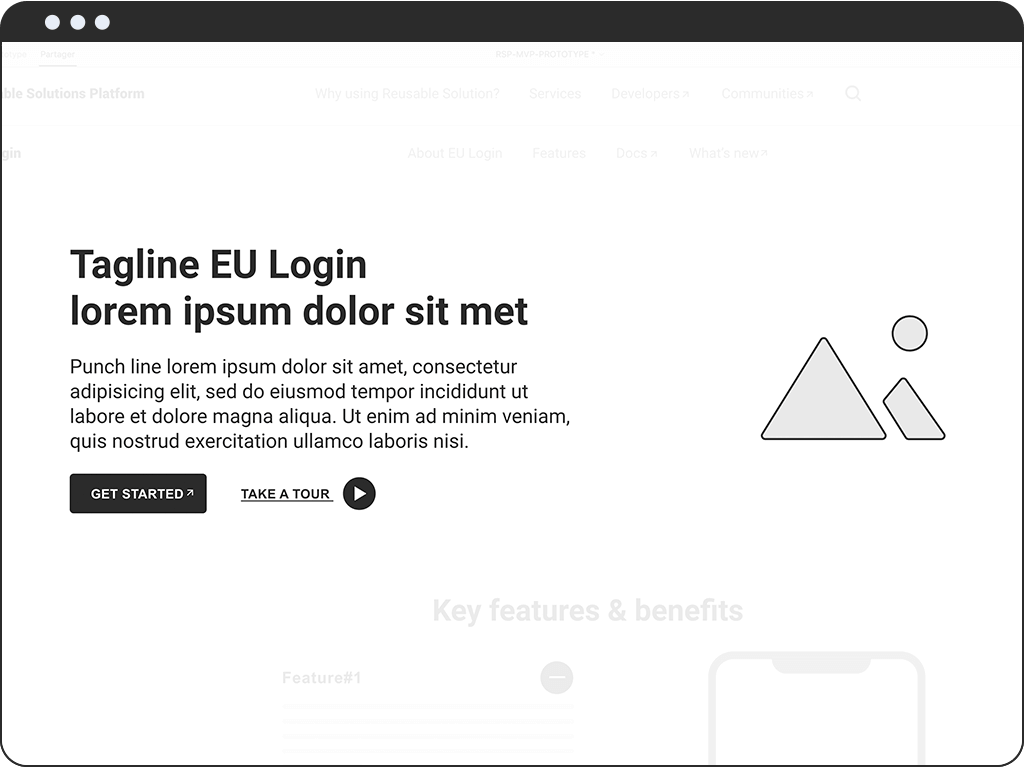 Partager RSP-MVP-PROTOTYPE
ble Solutions Platform Why using Reusable Solution? Services Developers↗ Communities↗
gin About EU Login Features Docs↗ What's new↗
Tagline EU Login
lorem ipsum dolor sit met
Punch line lorem ipsum dolor sit amet, consectetur
adipisicing elit, sed do eiusmod tempor incididunt ut
labore et dolore magna aliqua. Ut enim ad minim veniam,
quis nostrud exercitation ullamco laboris nisi.
GET STARTED↗ TAKE A TOUR
Key features & benefits
Feature#1